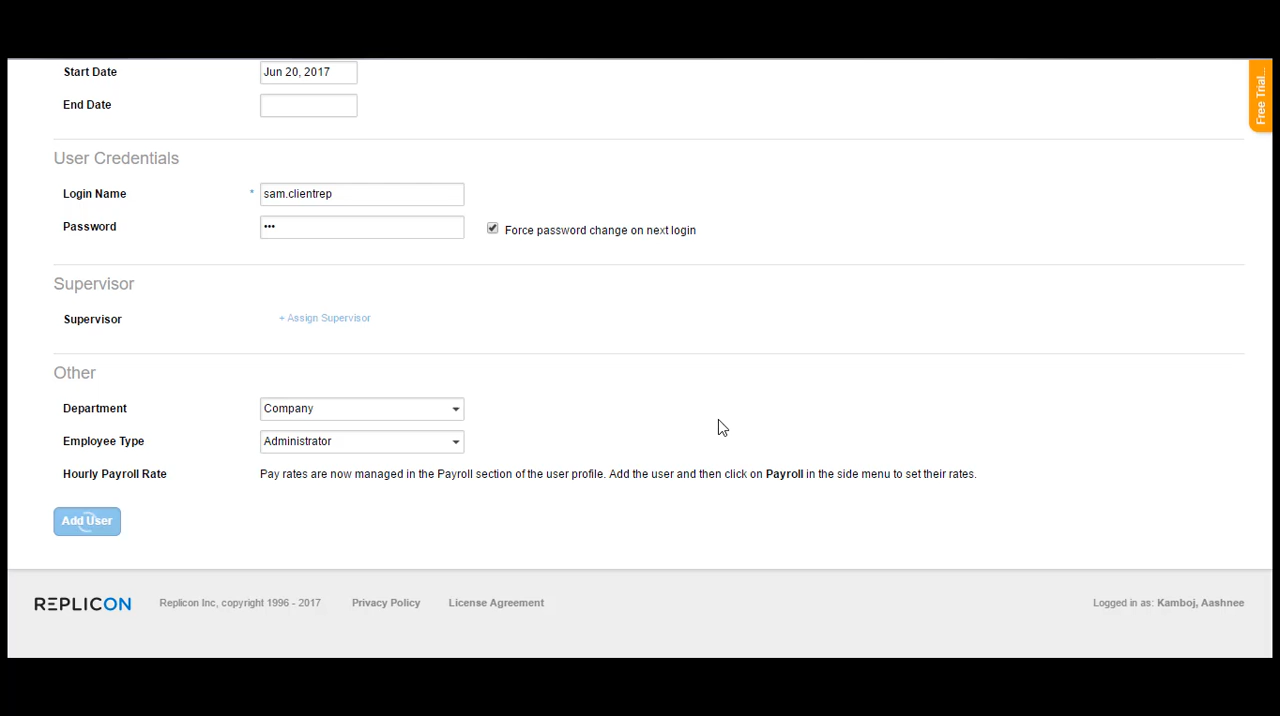 Start Date Jun 20, 2017
End Date
Free Trial...
User Credentials
Login Name * sam.clientrep
Password •••
Force password change on next login
Supervisor
Supervisor + Assign Supervisor
Other
Department Company
Employee Type Administrator
Hourly Payroll Rate Pay rates are now managed in the Payroll section of the user profile. Add the user and then click on Payroll in the side menu to set their rates.
Add User
REPLICON Replicon Inc, copyright 1996 - 2017 Privacy Policy License Agreement Logged in as: Kamboj, Aashnee